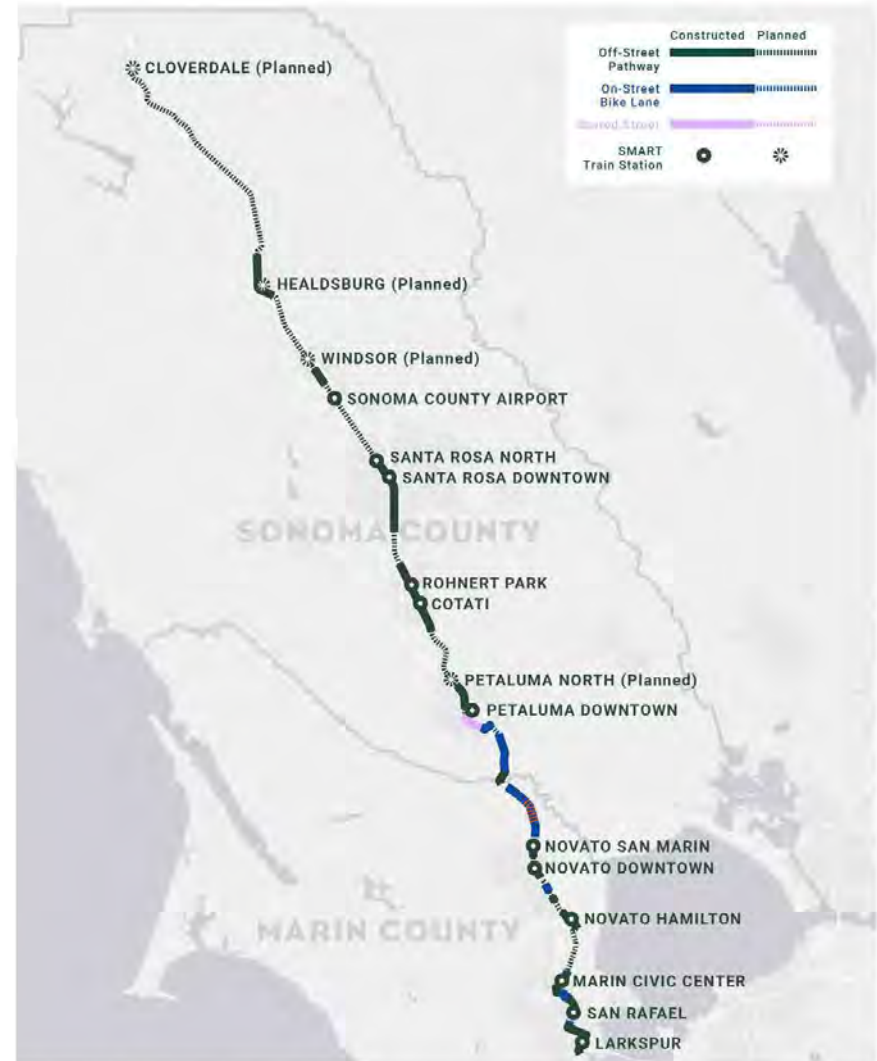 Constructed Planned
Off-Street
Pathway
On-Street
Bike Lane
Shared Street
SMART
Train Station
CLOVERDALE (Planned)
HEALDSBURG (Planned)
WINDSOR (Planned)
SONOMA COUNTY AIRPORT
SANTA ROSA NORTH
SANTA ROSA DOWNTOWN
SONOMA COUNTY
ROHNERT PARK
COTATI
PETALUMA NORTH (Planned)
PETALUMA DOWNTOWN
NOVATO SAN MARIN
NOVATO DOWNTOWN
NOVATO HAMILTON
MARIN COUNTY
MARIN CIVIC CENTER
SAN RAFAEL
LARKSPUR